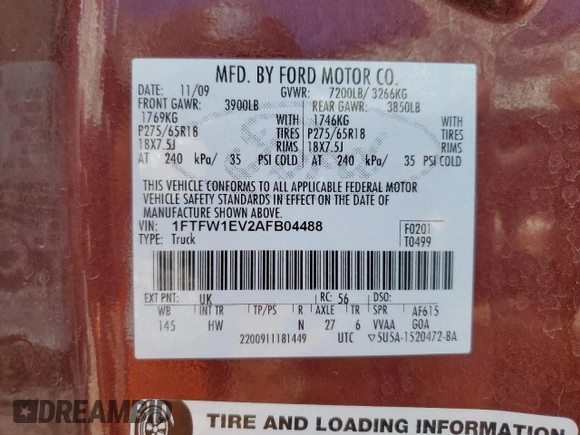 MFD. BY FORD MOTOR CO.
DATE: 11/09 GVWR: 7200LB/ 3266KG
FRONT GAWR: 3900LB REAR GAWR: 3850LB
1769KG WITH 1746KG WITH
P275/65R18 TIRES P275/65R18 TIRES
18X7.5J RIMS 18X7.5J RIMS
AT 240 kPa/ 35 PSI COLD AT 240 kPa/ 35 PSI COLD
THIS VEHICLE CONFORMS TO ALL APPLICABLE FEDERAL MOTOR
VEHICLE SAFETY STANDARDS IN EFFECT ON THE DATE OF
MANUFACTURE SHOWN ABOVE.
VIN: 1FTFW1EV2AFB04488 F0201
TYPE: Truck T0499
EXT PNT: UK RC: 56 DSO:
WB INT TR TP/PS R AXLE TR SPR AF615
145 HW N 27 6 VVAA GOA
2200911181449 UTC ▽5U5A-1520472-BA
TIRE AND LOADING INFORMATION
DREAMBID